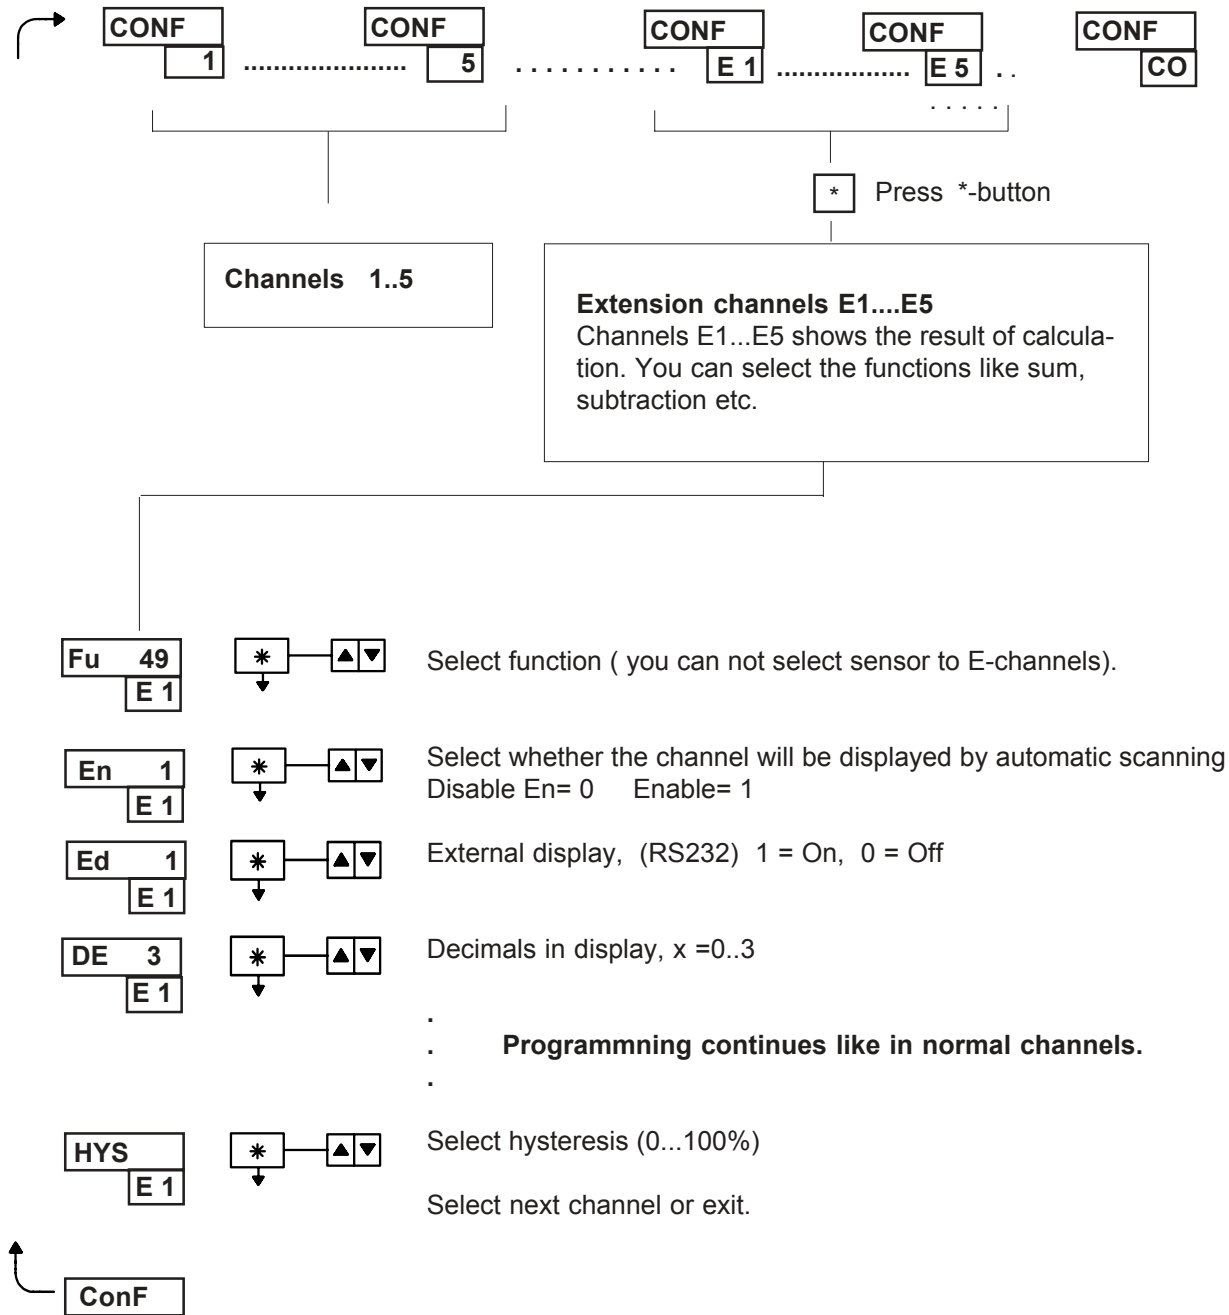 CONF CONF CONF CONF CONF
1 ...................... 5 . . . . . . . . . . . E 1 .................. E 5 . . CO
. . . . .
* Press *-button
Channels 1..5
Extension channels E1....E5
Channels E1...E5 shows the result of calcula-
tion. You can select the functions like sum,
subtraction etc.
Fu 49
E 1
* Select function ( you can not select sensor to E-channels).
En 1
E 1
* Select whether the channel will be displayed by automatic scanning
Disable En= 0 Enable= 1
Ed 1
E 1
* External display, (RS232) 1 = On, 0 = Off
DE 3
E 1
* Decimals in display, x =0..3
.
. Programmning continues like in normal channels.
.
HYS
E 1
* Select hysteresis (0...100%)
Select next channel or exit.
ConF